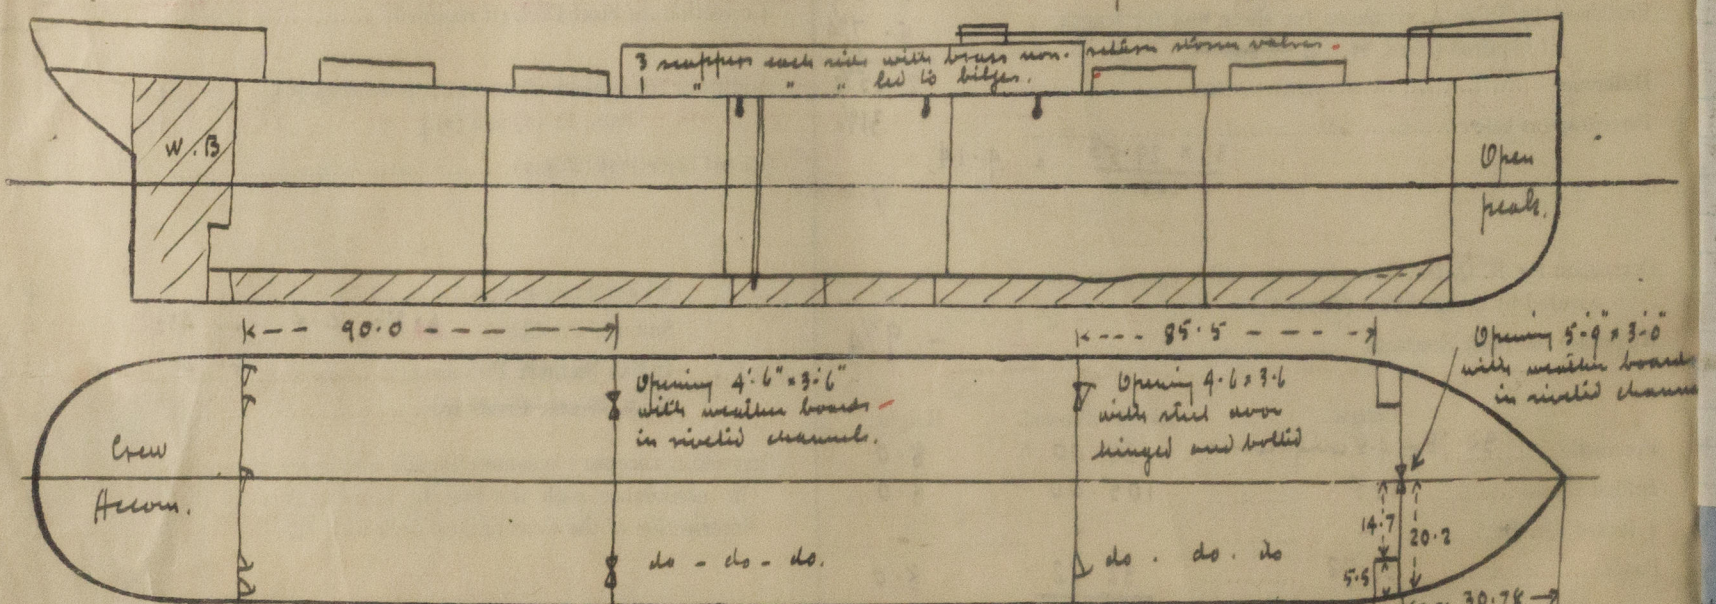 3 scuppers each side with brass non-return storm valves.
1 " " " led to bilges.
W.B
Open
peak.
90.0
85.5
Opening 5'-9" x 3'-0"
with weather boards
in riveted channels
Opening 4'-6" x 3'-6"
with weather boards
in riveted channels.
Opening 4.6 x 3.6
with steel door
hinged and bolted
Crew
Accom.
14.7
20.2
5.5
do - do - do.
do . do . do
30.78